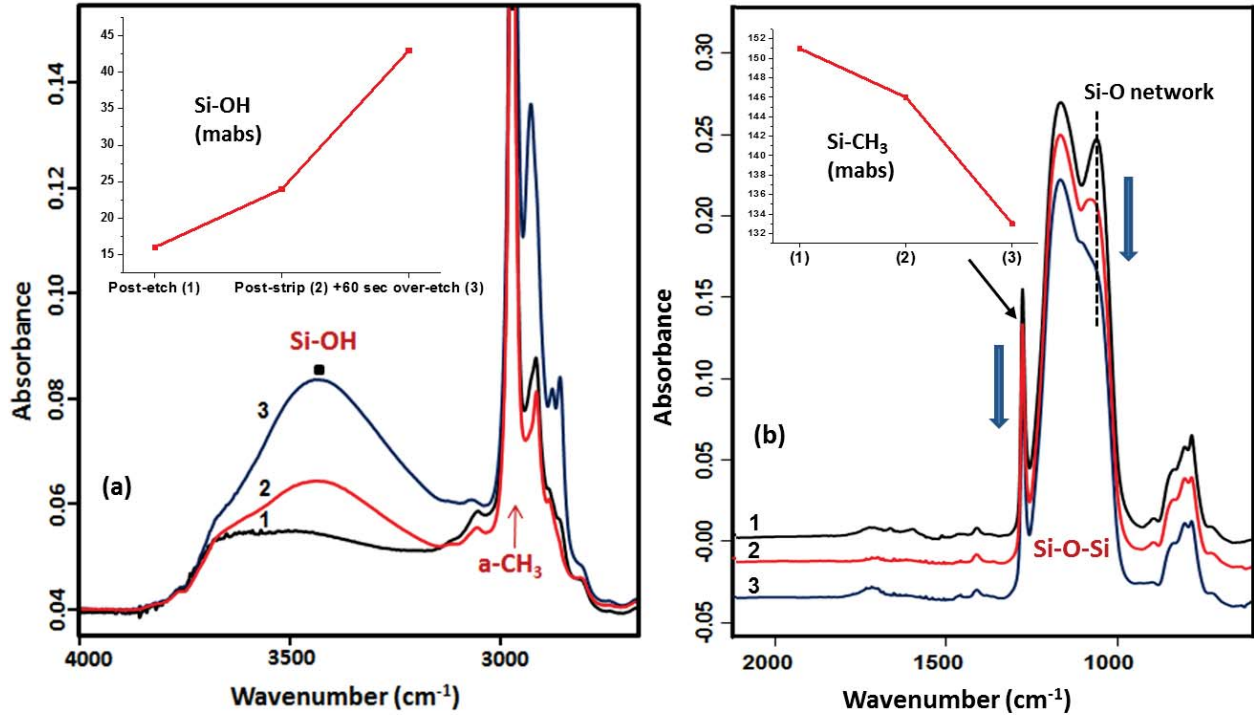 45
40
35
30
25
20
15
Si-OH
(mabs)
Post-etch (1) Post-strip (2) +60 sec over-etch (3)
0.14
0.12
0.10
0.08
0.06
0.04
Absorbance
Si-OH
3
2
1
(a)
a-CH₃
4000 3500 3000
Wavenumber (cm⁻¹)
152
150
148
146
144
142
140
138
136
134
132
Si-CH₃
(mabs)
(1) (2) (3)
Si-O network
0.30
0.25
0.20
0.15
0.10
0.05
-0.00
-0.05
Absorbance
(b)
1
2
3
Si-O-Si
2000 1500 1000
Wavenumber (cm⁻¹)